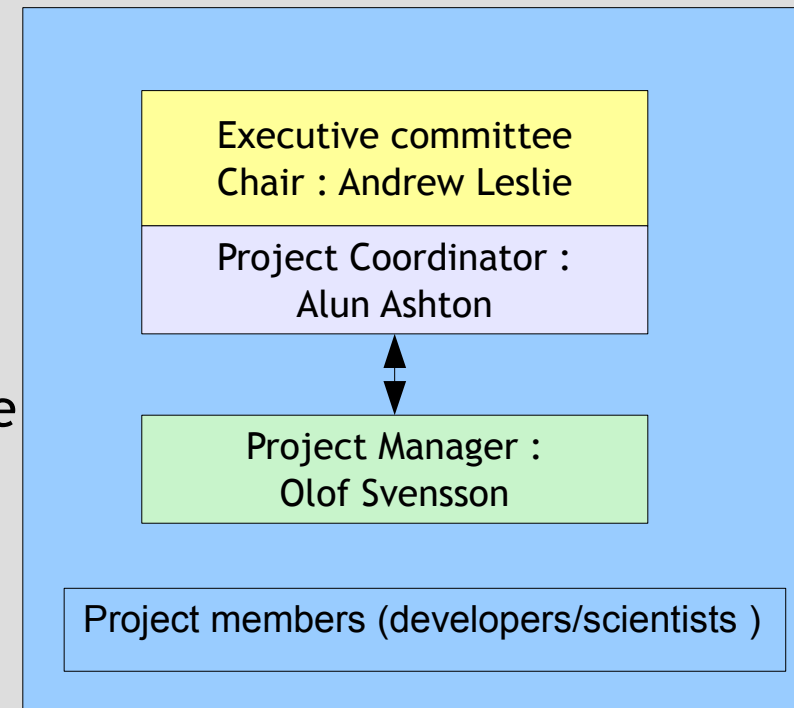 Executive committee
Chair : Andrew Leslie
Project Coordinator :
Alun Ashton
e
Project Manager :
Olof Svensson
Project members (developers/scientists )